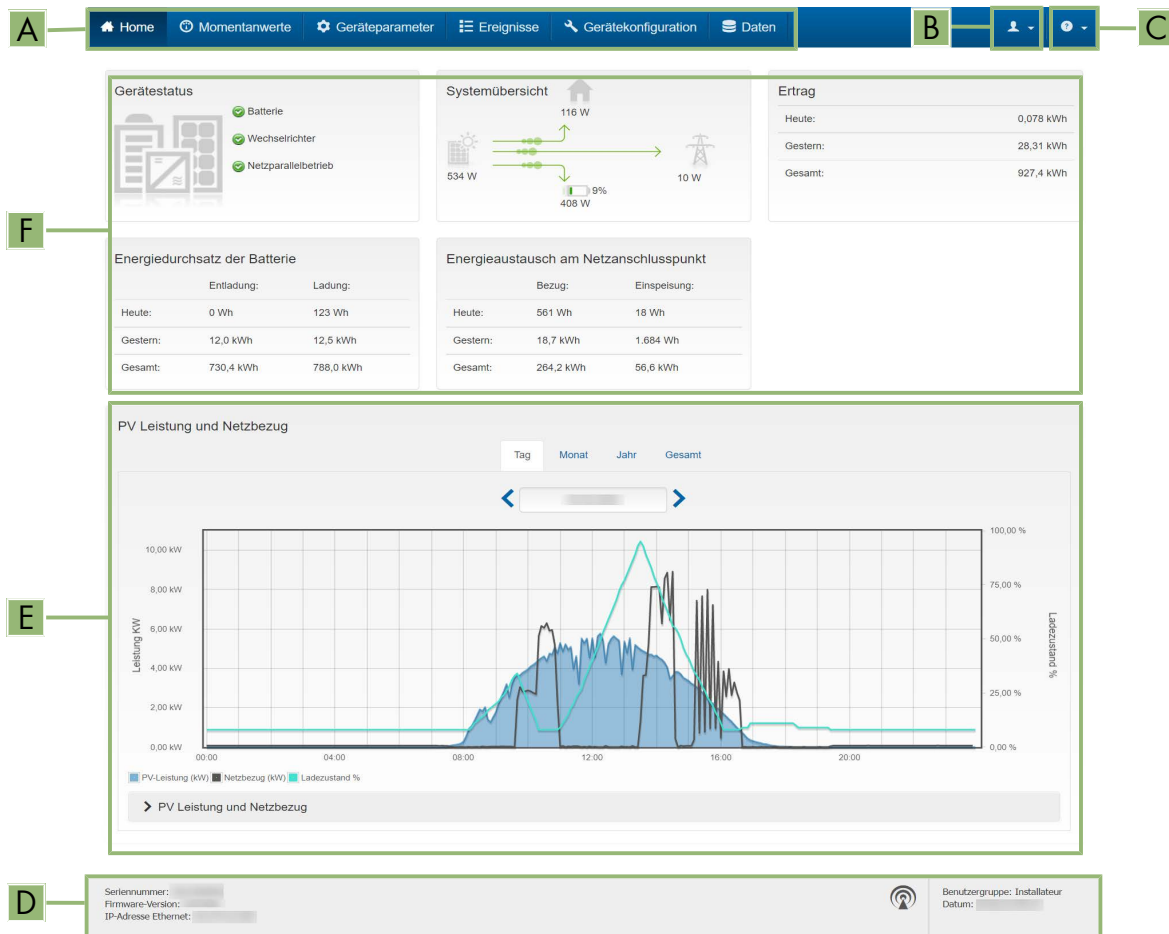 A
Home Momentanwerte Geräteparameter Ereignisse Gerätekonfiguration Daten
B
C
Gerätestatus
Batterie
Wechselrichter
Netzparallelbetrieb
Systemübersicht
116 W
534 W
10 W
9%
408 W
Ertrag
Heute: 0,078 kWh
Gestern: 28,31 kWh
Gesamt: 927,4 kWh
F
Energiedurchsatz der Batterie
Entladung: Ladung:
Heute: 0 Wh 123 Wh
Gestern: 12,0 kWh 12,5 kWh
Gesamt: 730,4 kWh 788,0 kWh
Energieaustausch am Netzanschlusspunkt
Bezug: Einspeisung:
Heute: 561 Wh 18 Wh
Gestern: 18,7 kWh 1.684 Wh
Gesamt: 264,2 kWh 56,6 kWh
E
PV Leistung und Netzbezug
Tag Monat Jahr Gesamt
Leistung KW
10,00 kW
8,00 kW
6,00 kW
4,00 kW
2,00 kW
0,00 kW
100,00 %
75,00 %
50,00 %
25,00 %
0,00 %
Ladezustand %
00:00 04:00 08:00 12:00 16:00 20:00
PV-Leistung (kW) Netzbezug (kW) Ladezustand %
PV Leistung und Netzbezug
D
Seriennummer:
Firmware-Version:
IP-Adresse Ethernet:
Benutzergruppe: Installateur
Datum: